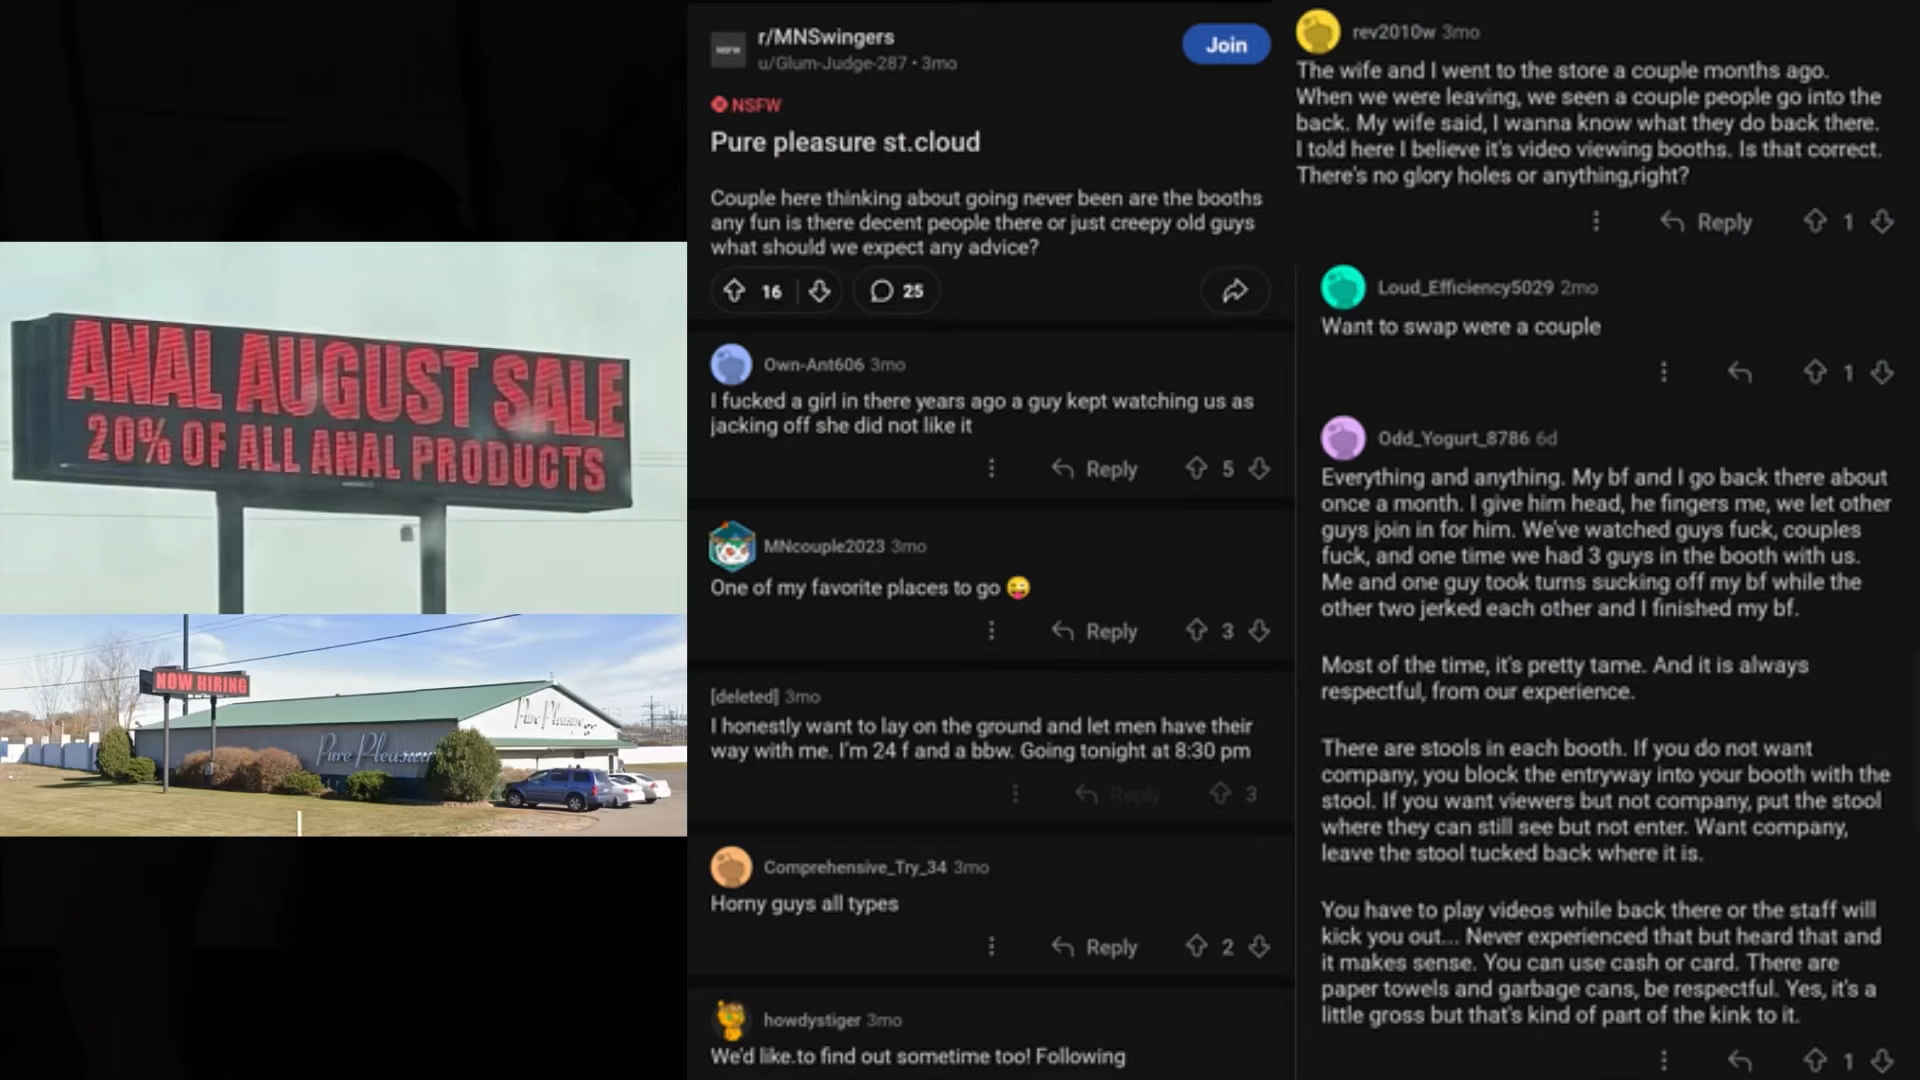 ANAL AUGUST SALE
20% OF ALL ANAL PRODUCTS
NOW HIRING
Pure Pleasure
Pure Pleasure
r/MNSwingers
u/Glum-Judge-287 • 3mo
Join
NSFW
NSFW
Pure pleasure st.cloud
Couple here thinking about going never been are the booths
any fun is there decent people there or just creepy old guys
what should we expect any advice?
16
25
Own-Ant606 3mo
I fucked a girl in there years ago a guy kept watching us as
jacking off she did not like it
Reply
5
MNcouple2023 3mo
One of my favorite places to go 😜
Reply
3
[deleted] 3mo
I honestly want to lay on the ground and let men have their
way with me. I'm 24 f and a bbw. Going tonight at 8:30 pm
Reply
3
Comprehensive_Try_34 3mo
Horny guys all types
Reply
2
howdystiger 3mo
We'd like.to find out sometime too! Following
rev2010w 3mo
The wife and I went to the store a couple months ago.
When we were leaving, we seen a couple people go into the
back. My wife said, I wanna know what they do back there.
I told here I believe it's video viewing booths. Is that correct.
There's no glory holes or anything,right?
Reply
1
Loud_Efficiency5029 2mo
Want to swap were a couple
1
Odd_Yogurt_8786 6d
Everything and anything. My bf and I go back there about
once a month. I give him head, he fingers me, we let other
guys join in for him. We've watched guys fuck, couples
fuck, and one time we had 3 guys in the booth with us.
Me and one guy took turns sucking off my bf while the
other two jerked each other and I finished my bf.
Most of the time, it's pretty tame. And it is always
respectful, from our experience.
There are stools in each booth. If you do not want
company, you block the entryway into your booth with the
stool. If you want viewers but not company, put the stool
where they can still see but not enter. Want company,
leave the stool tucked back where it is.
You have to play videos while back there or the staff will
kick you out... Never experienced that but heard that and
it makes sense. You can use cash or card. There are
paper towels and garbage cans, be respectful. Yes, it's a
little gross but that's kind of part of the kink to it.
1